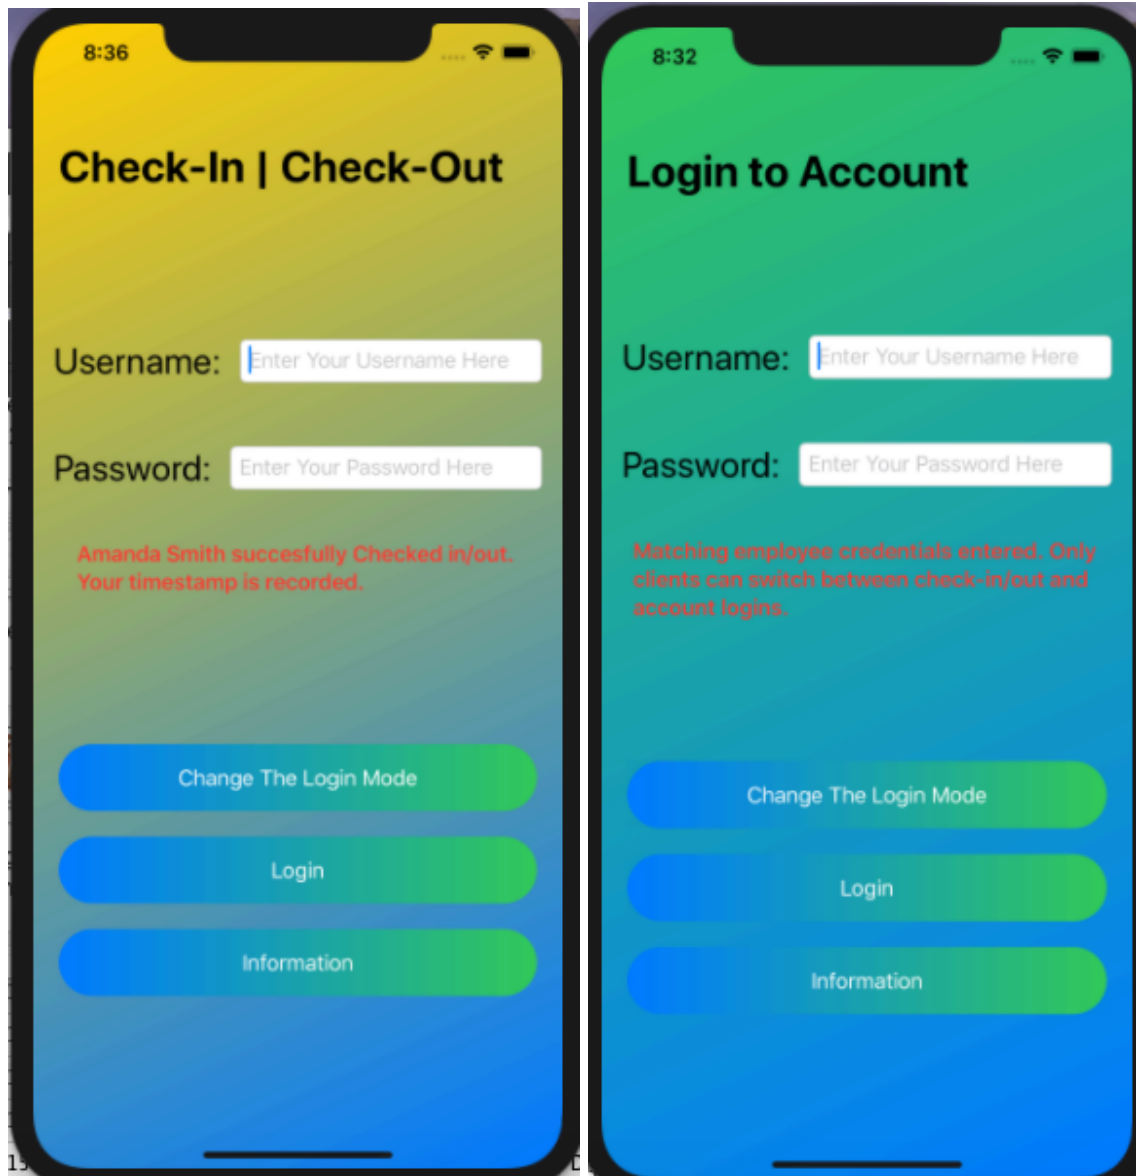 8:36
Check-In | Check-Out
Username: Enter Your Username Here
Password: Enter Your Password Here
Amanda Smith succesfully Checked in/out.
Your timestamp is recorded.
Change The Login Mode
Login
Information
8:32
Login to Account
Username: Enter Your Username Here
Password: Enter Your Password Here
Matching employee credentials entered. Only
clients can switch between check-in/out and
account logins.
Change The Login Mode
Login
Information